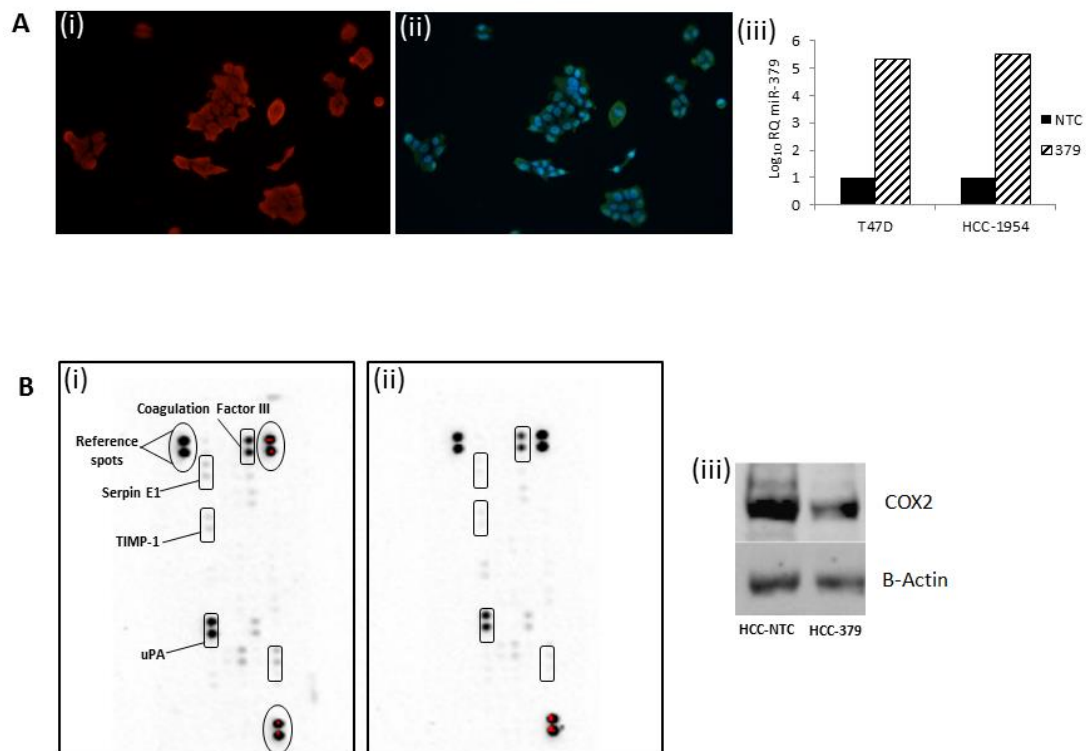 A
(i)
(ii)
(iii)
6
5
4
3
2
1
0
Log10 RQ miR-379
T47D
HCC-1954
NTC
379
B
(i)
Coagulation Factor III
Reference
spots
Serpin E1
TIMP-1
uPA
(ii)
(iii)
COX2
B-Actin
HCC-NTC
HCC-379